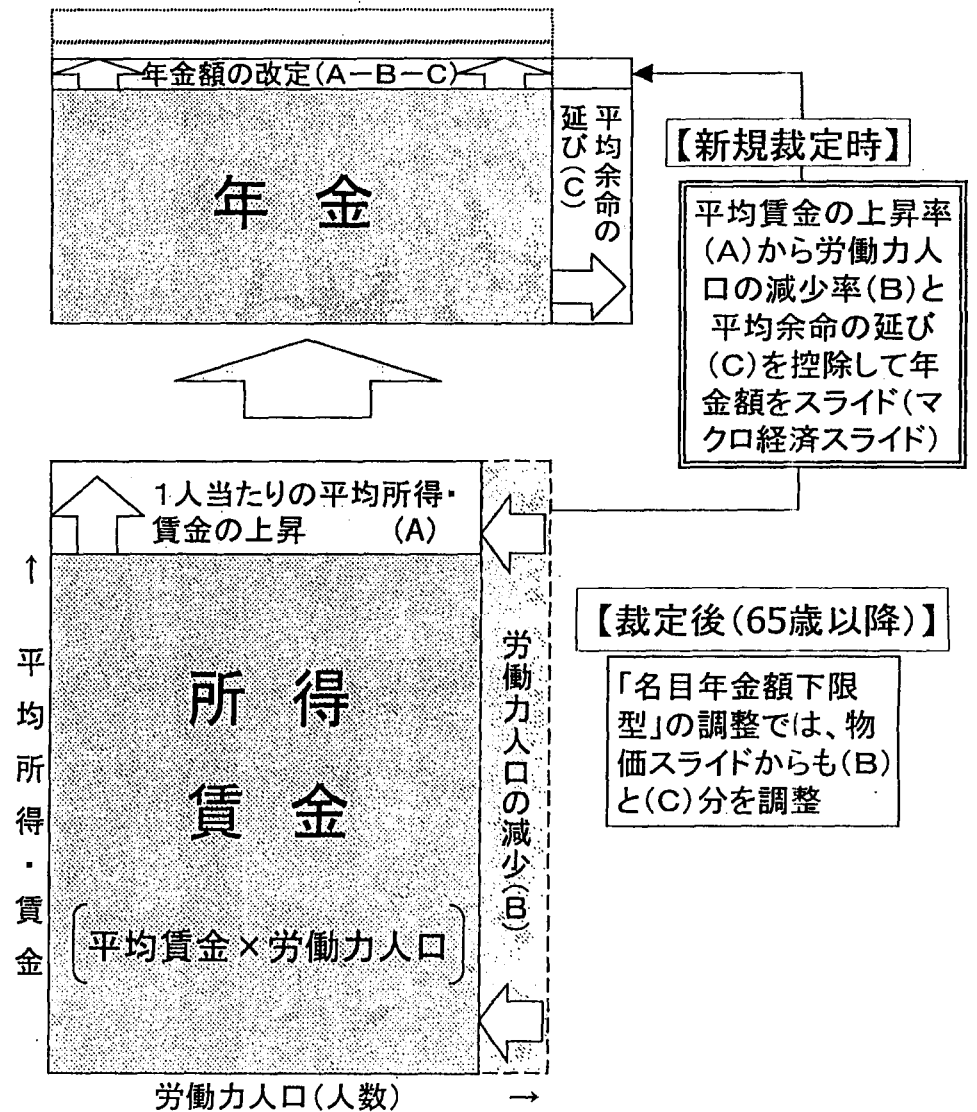 年金額の改定(A－B－C)
年 金
平均余命の
延び(C)
【新規裁定時】
平均賃金の上昇率
(A)から労働力人
口の減少率(B)と
平均余命の延び
(C)を控除して年
金額をスライド(マ
クロ経済スライド)
1人当たりの平均所得・
賃金の上昇 (A)
↑
平均所得・賃金
所 得
賃 金
平均賃金×労働力人口
労働力人口の減少(B)
【裁定後(65歳以降)】
「名目年金額下限
型」の調整では、物
価スライドからも(B)
と(C)分を調整
労働力人口(人数) →